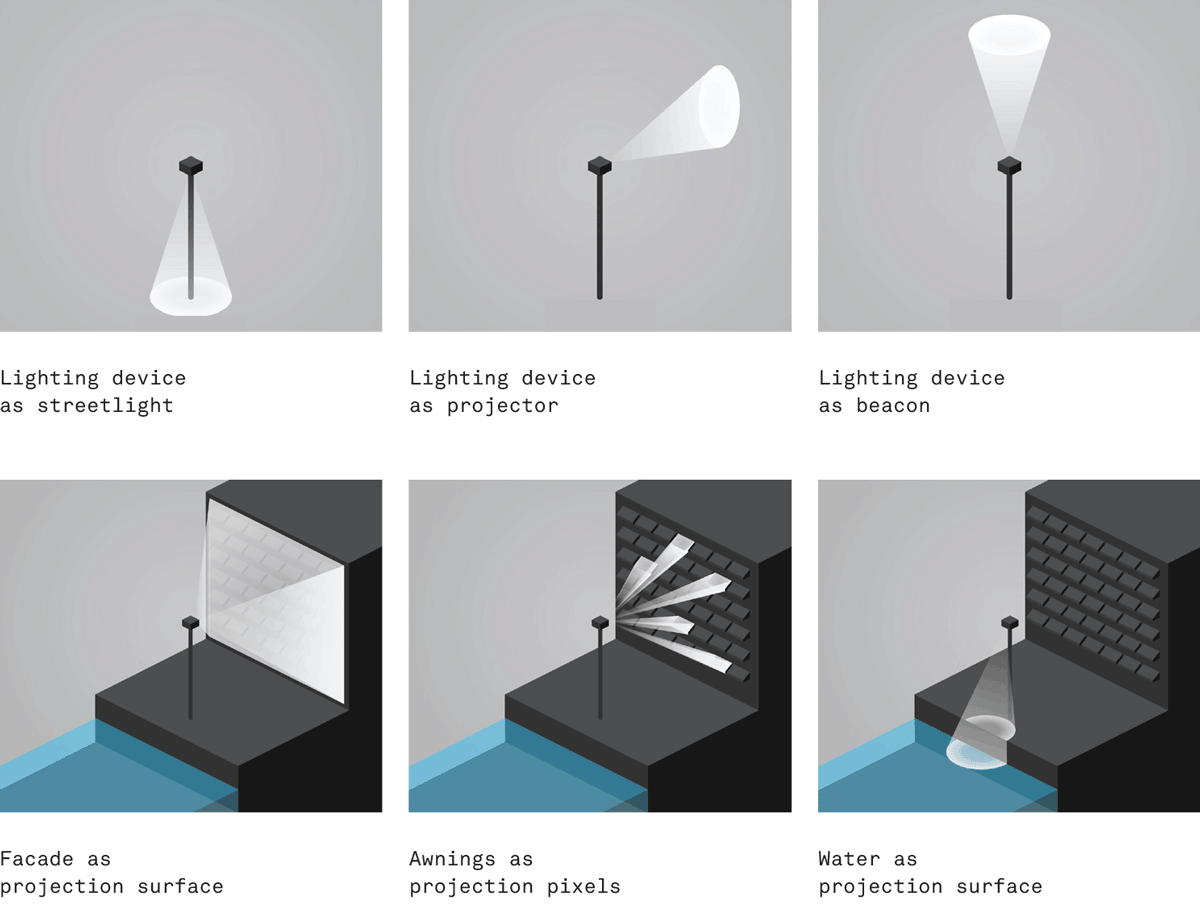 Lighting device
as streetlight
Lighting device
as projector
Lighting device
as beacon
Facade as
projection surface
Awnings as
projection pixels
Water as
projection surface